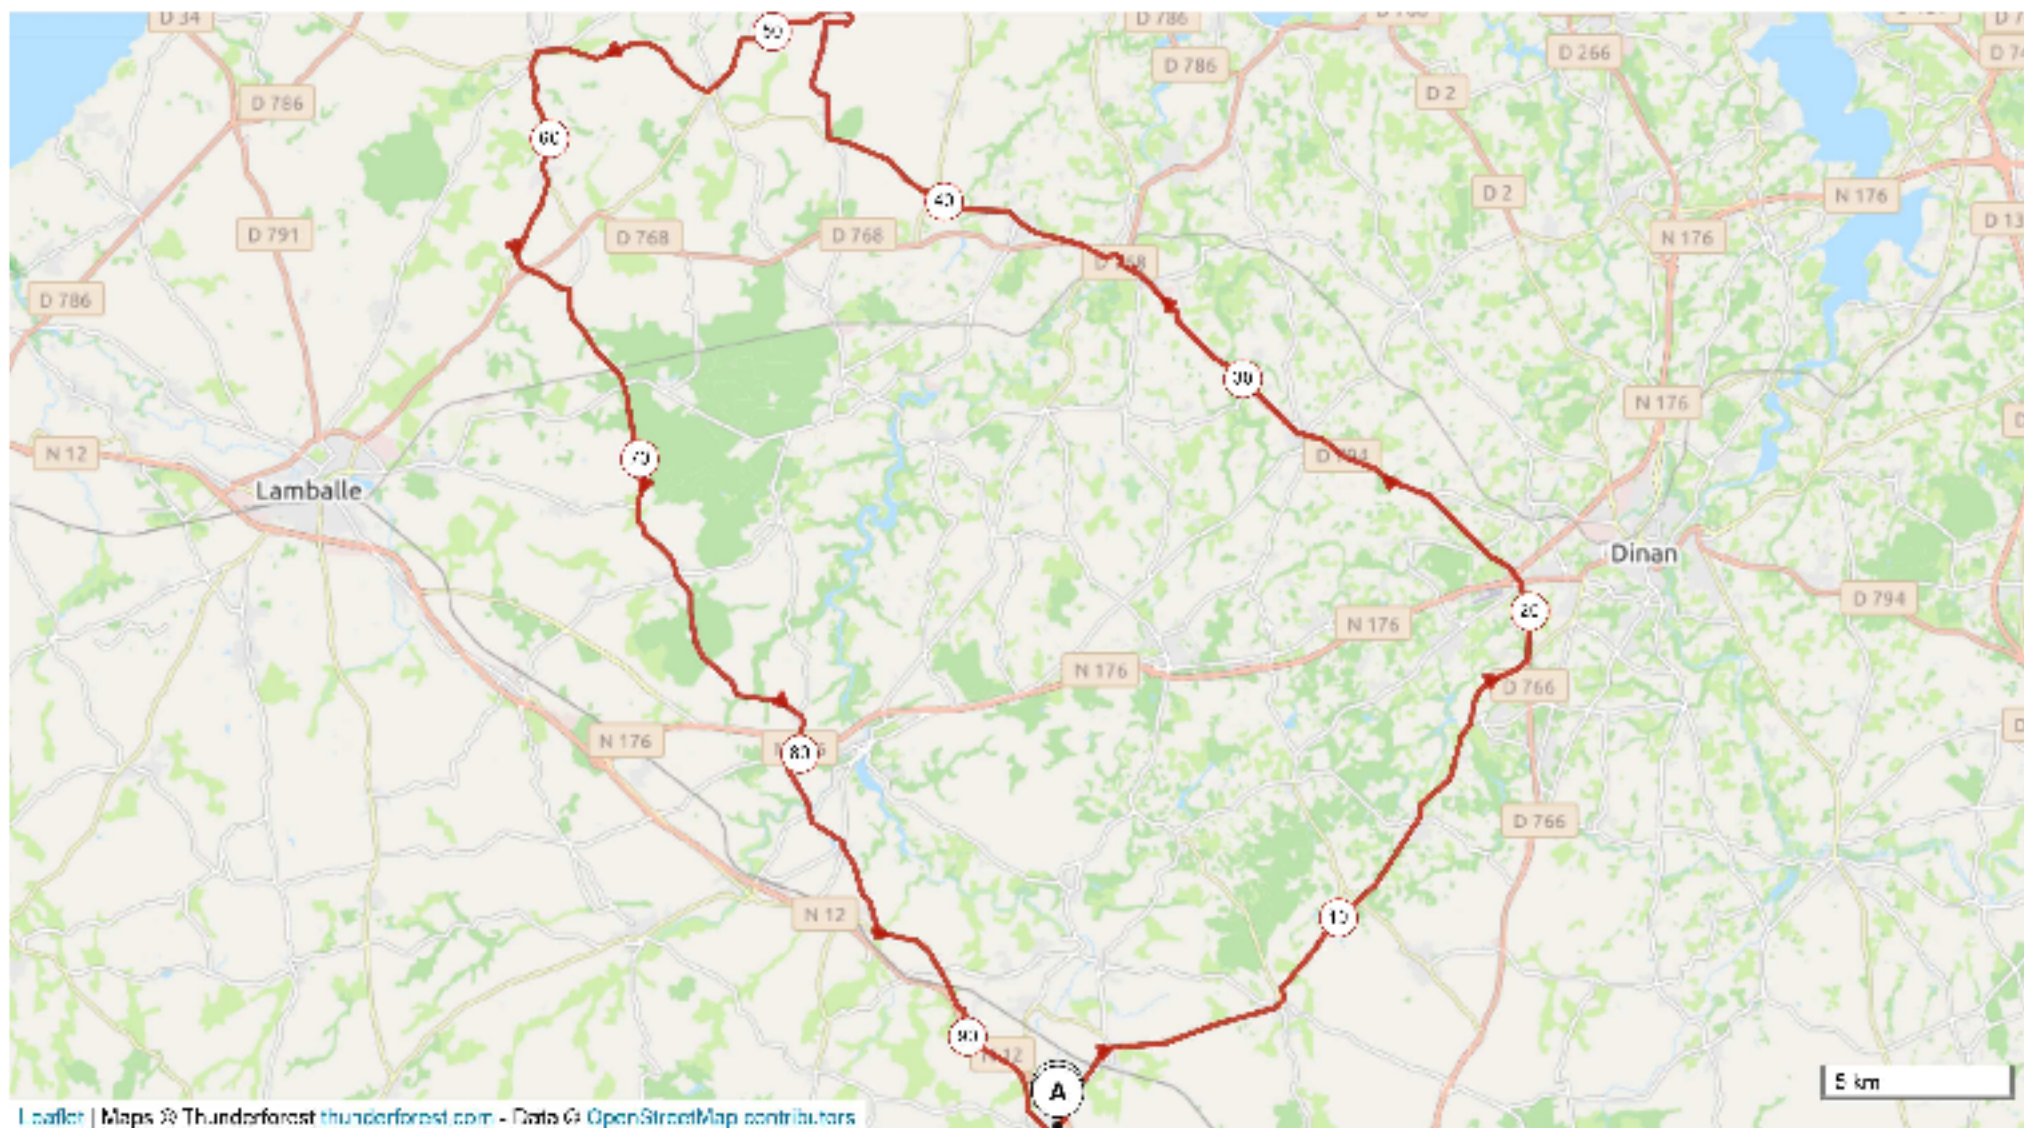 D 34
50
D 786
D 266
D 786
D 2
D 786
60
D 2
N 176
40
D 791
D 768
D 768
N 176
D 13
D 786
30
N 176
N 12
70
Lamballe
Dinan
D 794
20
N 176
N 176
D 766
N 176
80
D 766
N 12
10
90
A
5 km
Leaflet | Maps © Thunderforest thunderforest.com - Data © OpenStreetMap contributors